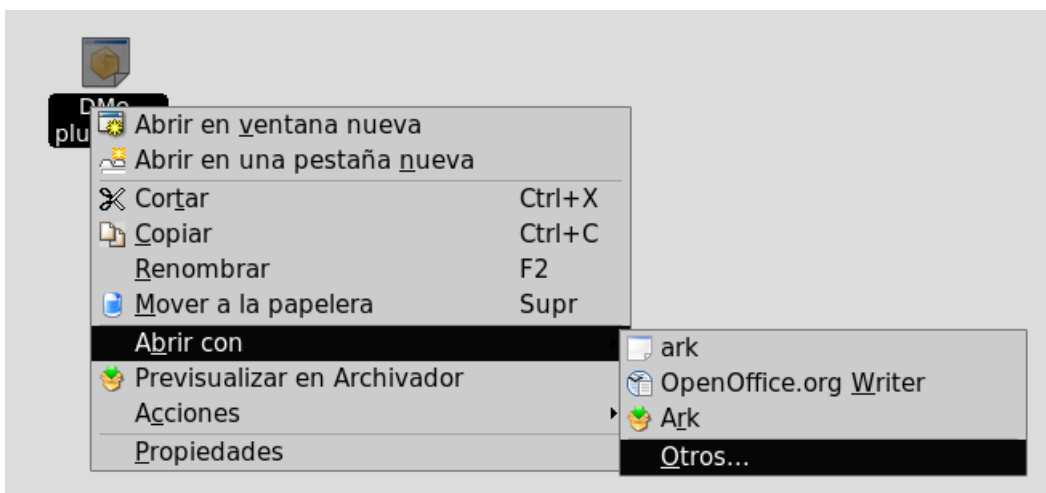 DMo
plu
Abrir en ventana nueva
Abrir en una pestaña nueva
Cortar Ctrl+X
Copiar Ctrl+C
Renombrar F2
Mover a la papelera Supr
Abrir con
ark
Previsualizar en Archivador
OpenOffice.org Writer
Acciones
Ark
Propiedades
Otros...